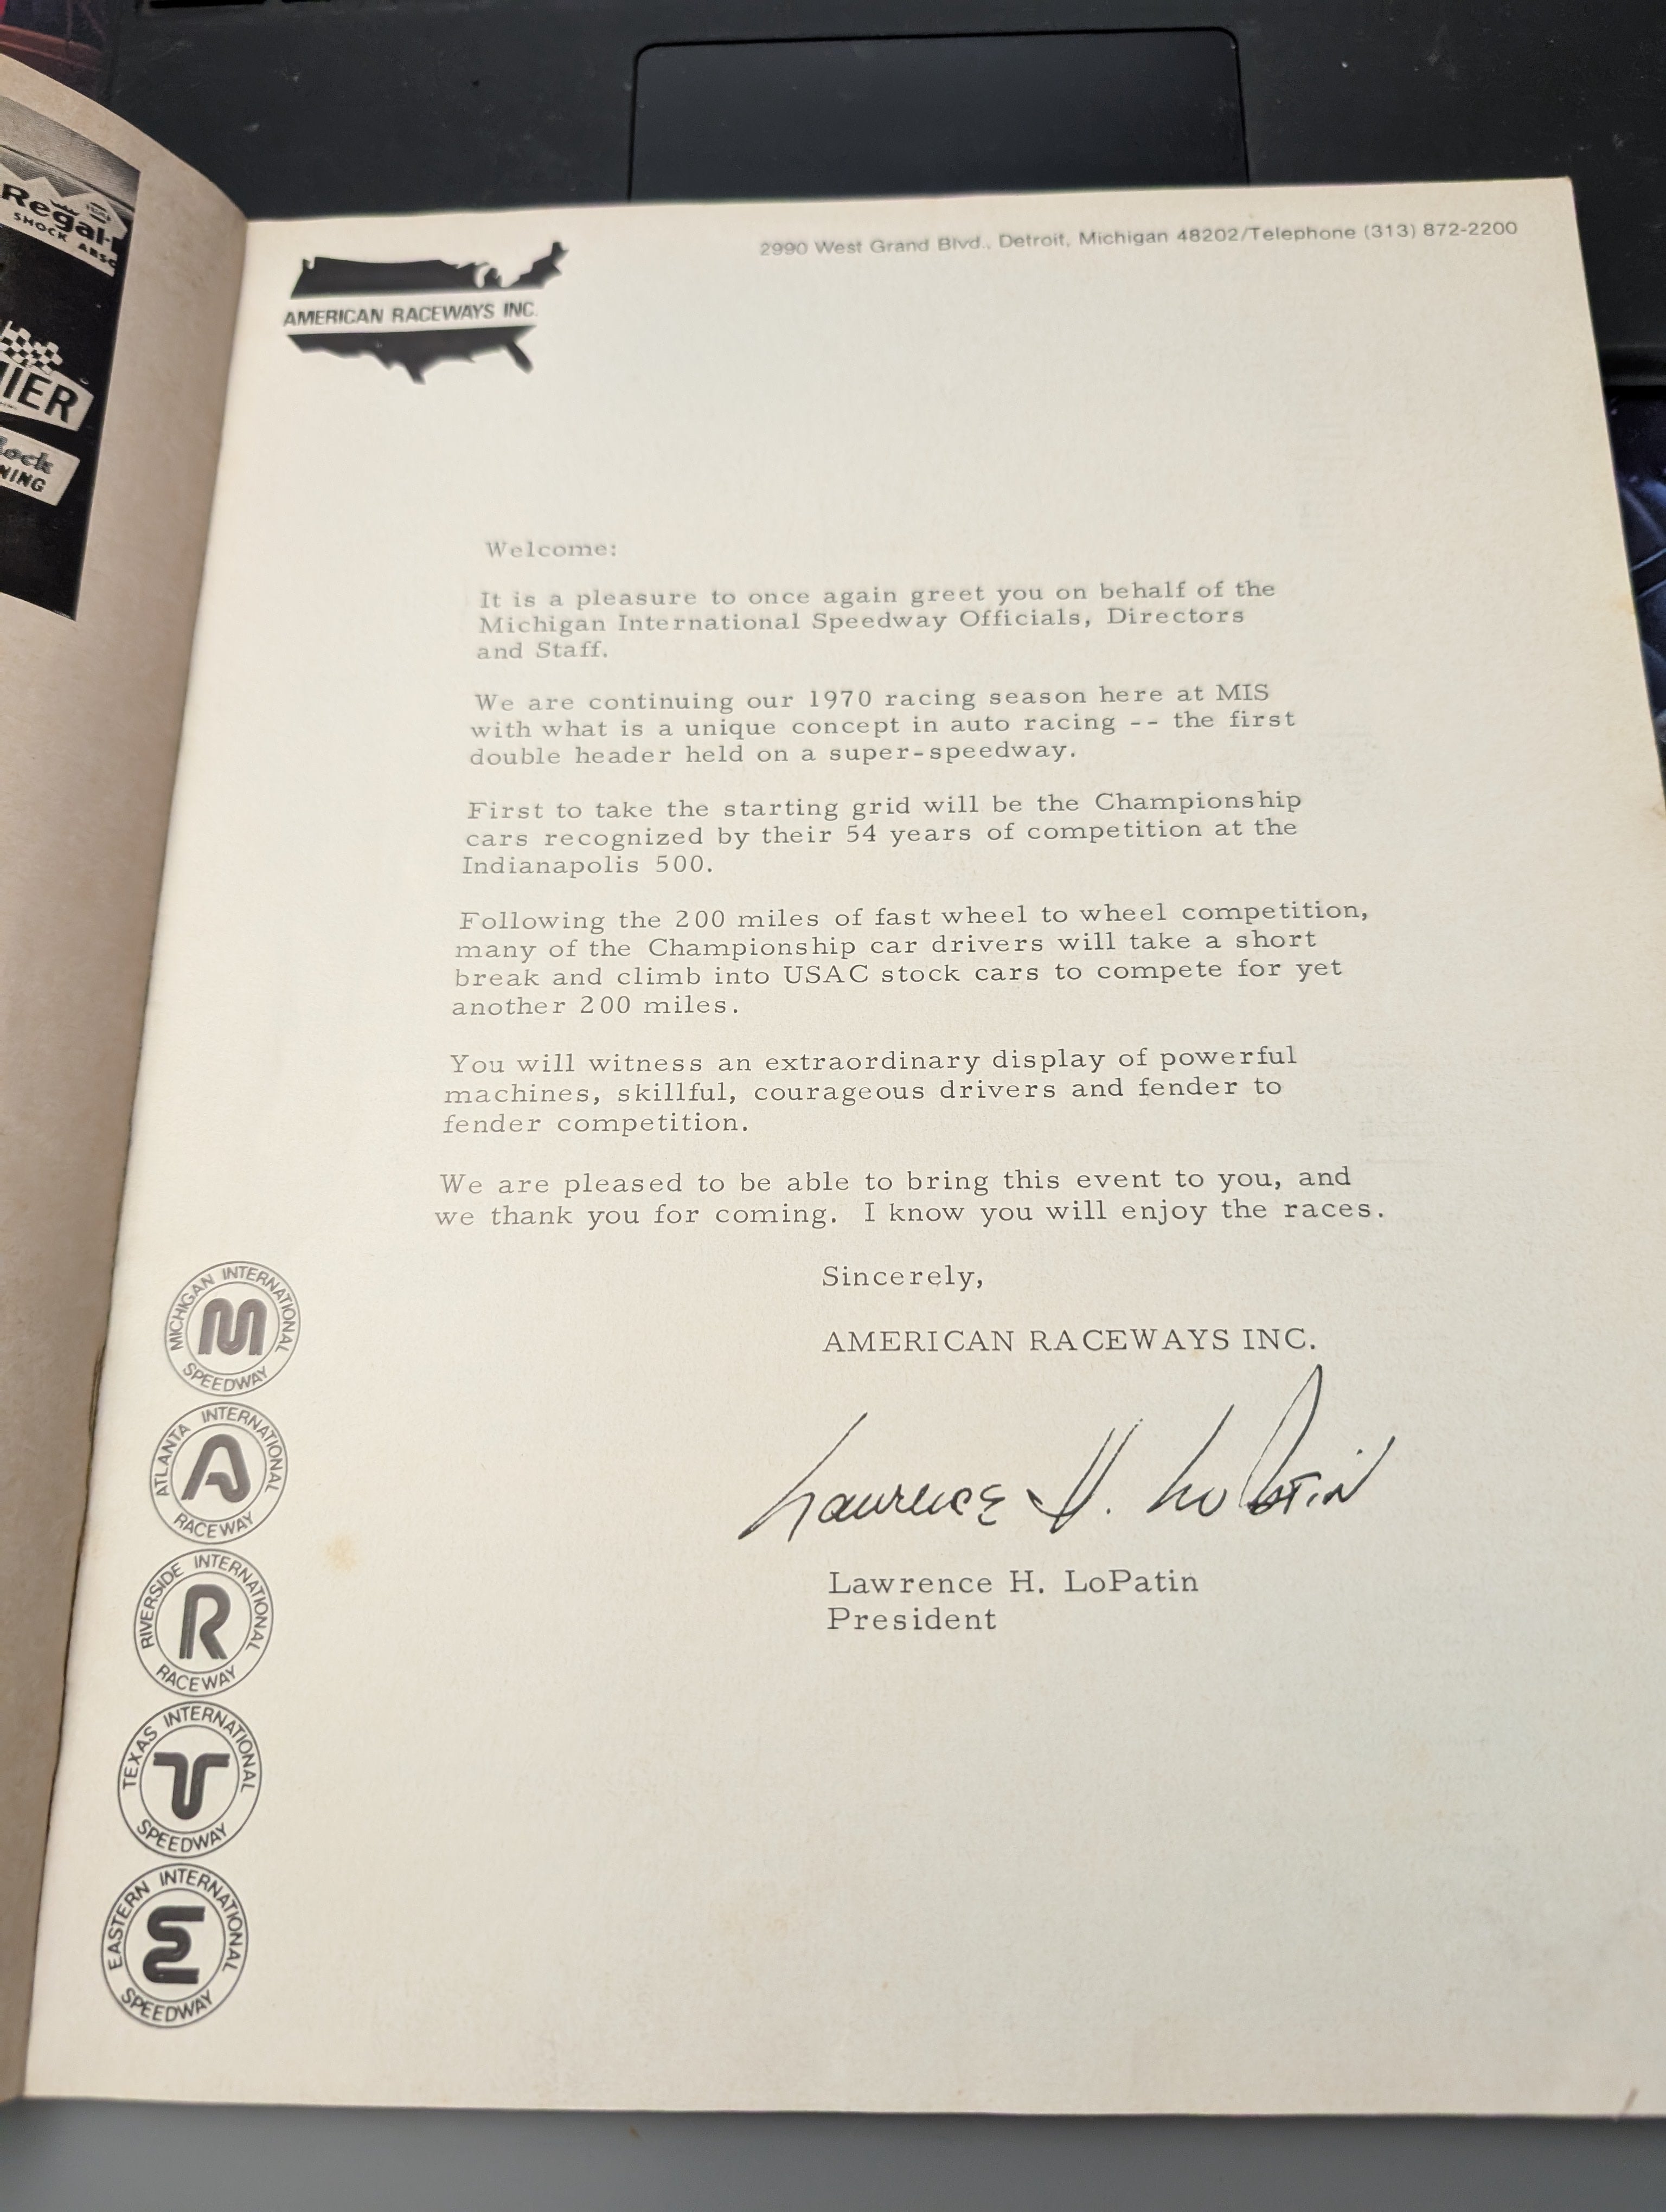 Regal-
SHOCK ABSO
MIER
lock
NING
AMERICAN RACEWAYS INC.
2990 West Grand Blvd., Detroit, Michigan 48202/Telephone (313) 872-2200
Welcome:
It is a pleasure to once again greet you on behalf of the
Michigan International Speedway Officials, Directors
and Staff.
We are continuing our 1970 racing season here at MIS
with what is a unique concept in auto racing -- the first
double header held on a super-speedway.
First to take the starting grid will be the Championship
cars recognized by their 54 years of competition at the
Indianapolis 500.
Following the 200 miles of fast wheel to wheel competition,
many of the Championship car drivers will take a short
break and climb into USAC stock cars to compete for yet
another 200 miles.
You will witness an extraordinary display of powerful
machines, skillful, courageous drivers and fender to
fender competition.
We are pleased to be able to bring this event to you, and
we thank you for coming. I know you will enjoy the races.
Sincerely,
AMERICAN RACEWAYS INC.
Lawrence H. LoPatin
Lawrence H. LoPatin
President
MICHIGAN INTERNATIONAL
M
SPEEDWAY
ATLANTA INTERNATIONAL
A
RACEWAY
RIVERSIDE INTERNATIONAL
R
RACEWAY
TEXAS INTERNATIONAL
T
SPEEDWAY
EASTERN INTERNATIONAL
E
SPEEDWAY